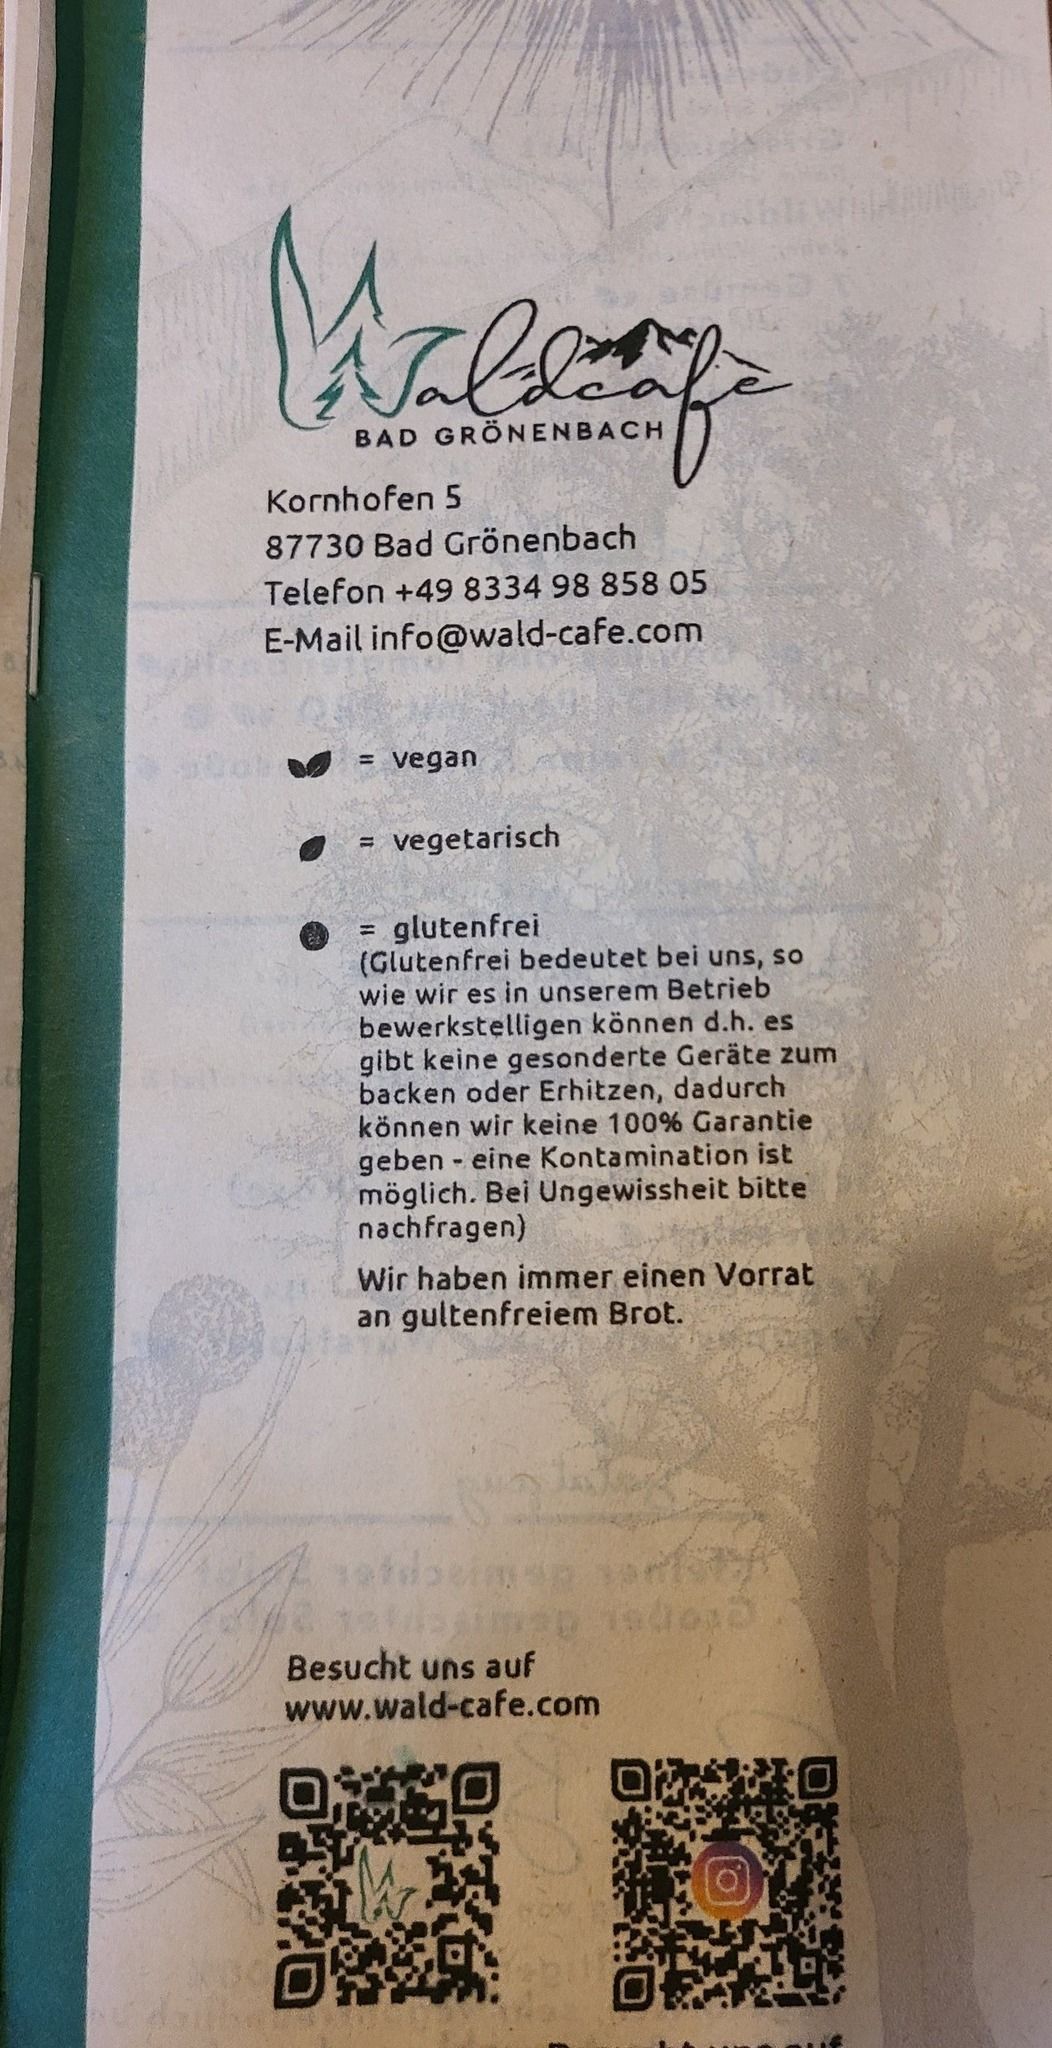 Waldcafè
BAD GRÖNENBACH
Kornhofen 5
87730 Bad Grönenbach
Telefon +49 8334 98 858 05
E-Mail info@wald-cafe.com
= vegan
= vegetarisch
= glutenfrei
(Glutenfrei bedeutet bei uns, so
wie wir es in unserem Betrieb
bewerkstelligen können d.h. es
gibt keine gesonderte Geräte zum
backen oder Erhitzen, dadurch
können wir keine 100% Garantie
geben - eine Kontamination ist
möglich. Bei Ungewissheit bitte
nachfragen)
Wir haben immer einen Vorrat
an gultenfreiem Brot.
Besucht uns auf
www.wald-cafe.com